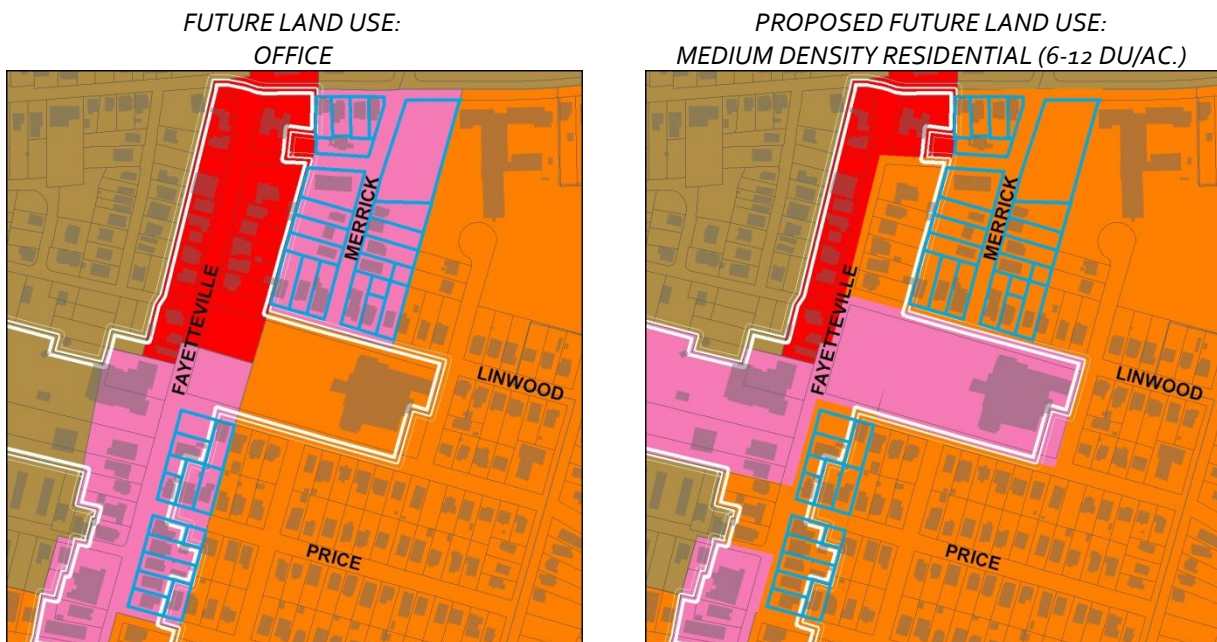 FUTURE LAND USE:
OFFICE
PROPOSED FUTURE LAND USE:
MEDIUM DENSITY RESIDENTIAL (6-12 DU/AC.)
MERRICK
FAYETTEVILLE
LINWOOD
PRICE
MERRICK
FAYETTEVILLE
LINWOOD
PRICE